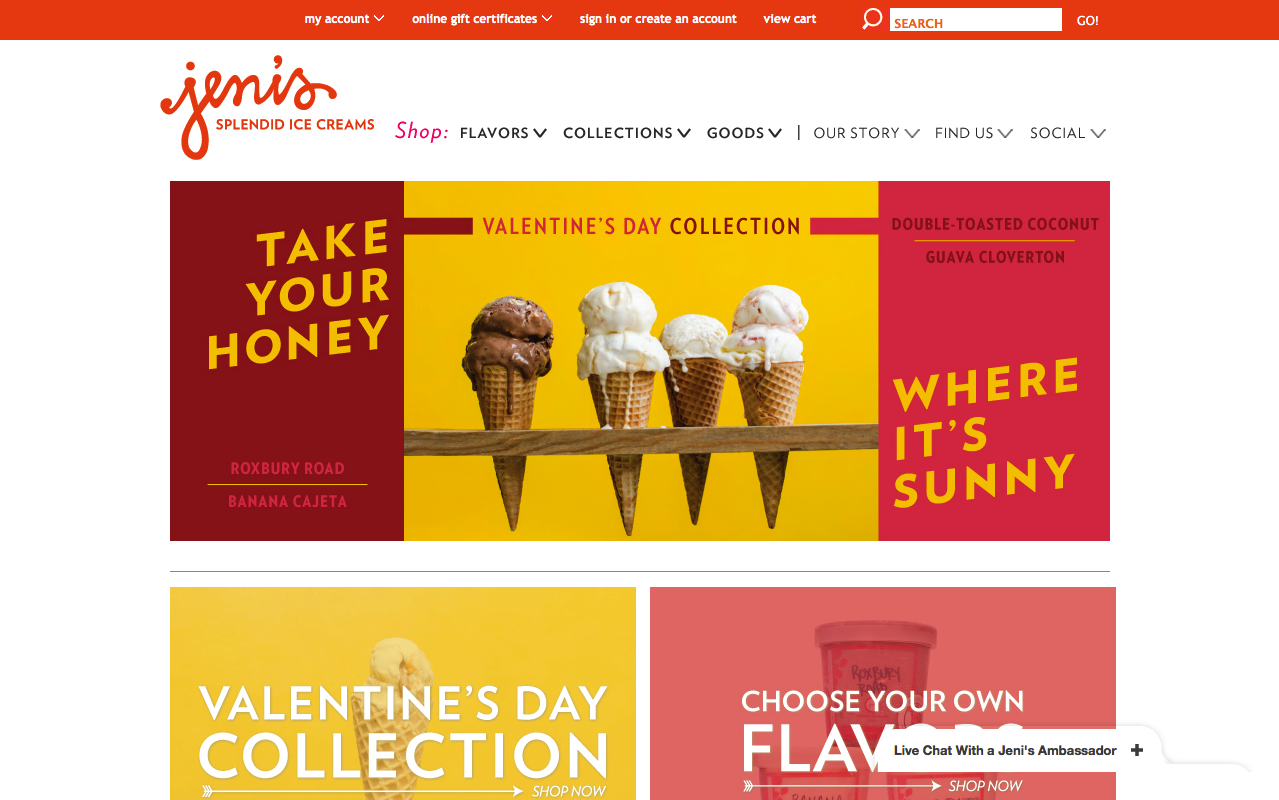 my account
online gift certificates
sign in or create an account
view cart
SEARCH
GO!
jeni's
SPLENDID ICE CREAMS
Shop:
FLAVORS
COLLECTIONS
GOODS
|
OUR STORY
FIND US
SOCIAL
TAKE
YOUR
HONEY
ROXBURY ROAD
BANANA CAJETA
VALENTINE'S DAY COLLECTION
DOUBLE-TOASTED COCONUT
GUAVA CLOVERTON
WHERE
IT'S
SUNNY
VALENTINE'S DAY
COLLECTION
SHOP NOW
ROXBURY
ROAD
CHOOSE YOUR OWN
FLAVORS
SHOP NOW
BANANA
Live Chat With a Jeni's Ambassador +